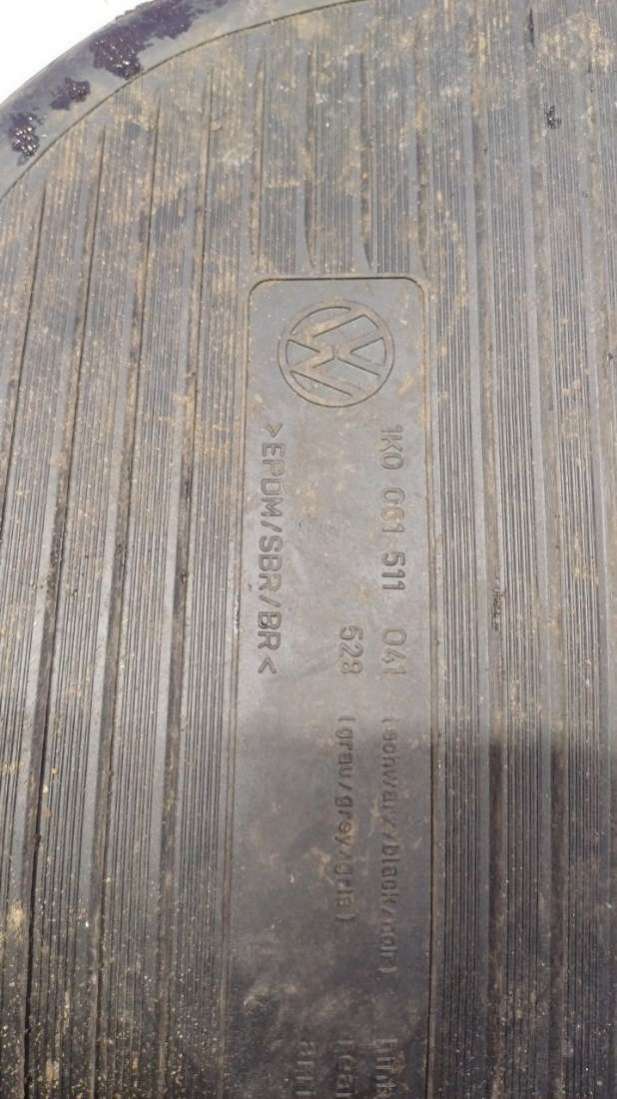 VW
1K0 061 511 041 (schwarz/black/noir)
528 (grau/grey/gris)
>EPDM/SBR/BR<